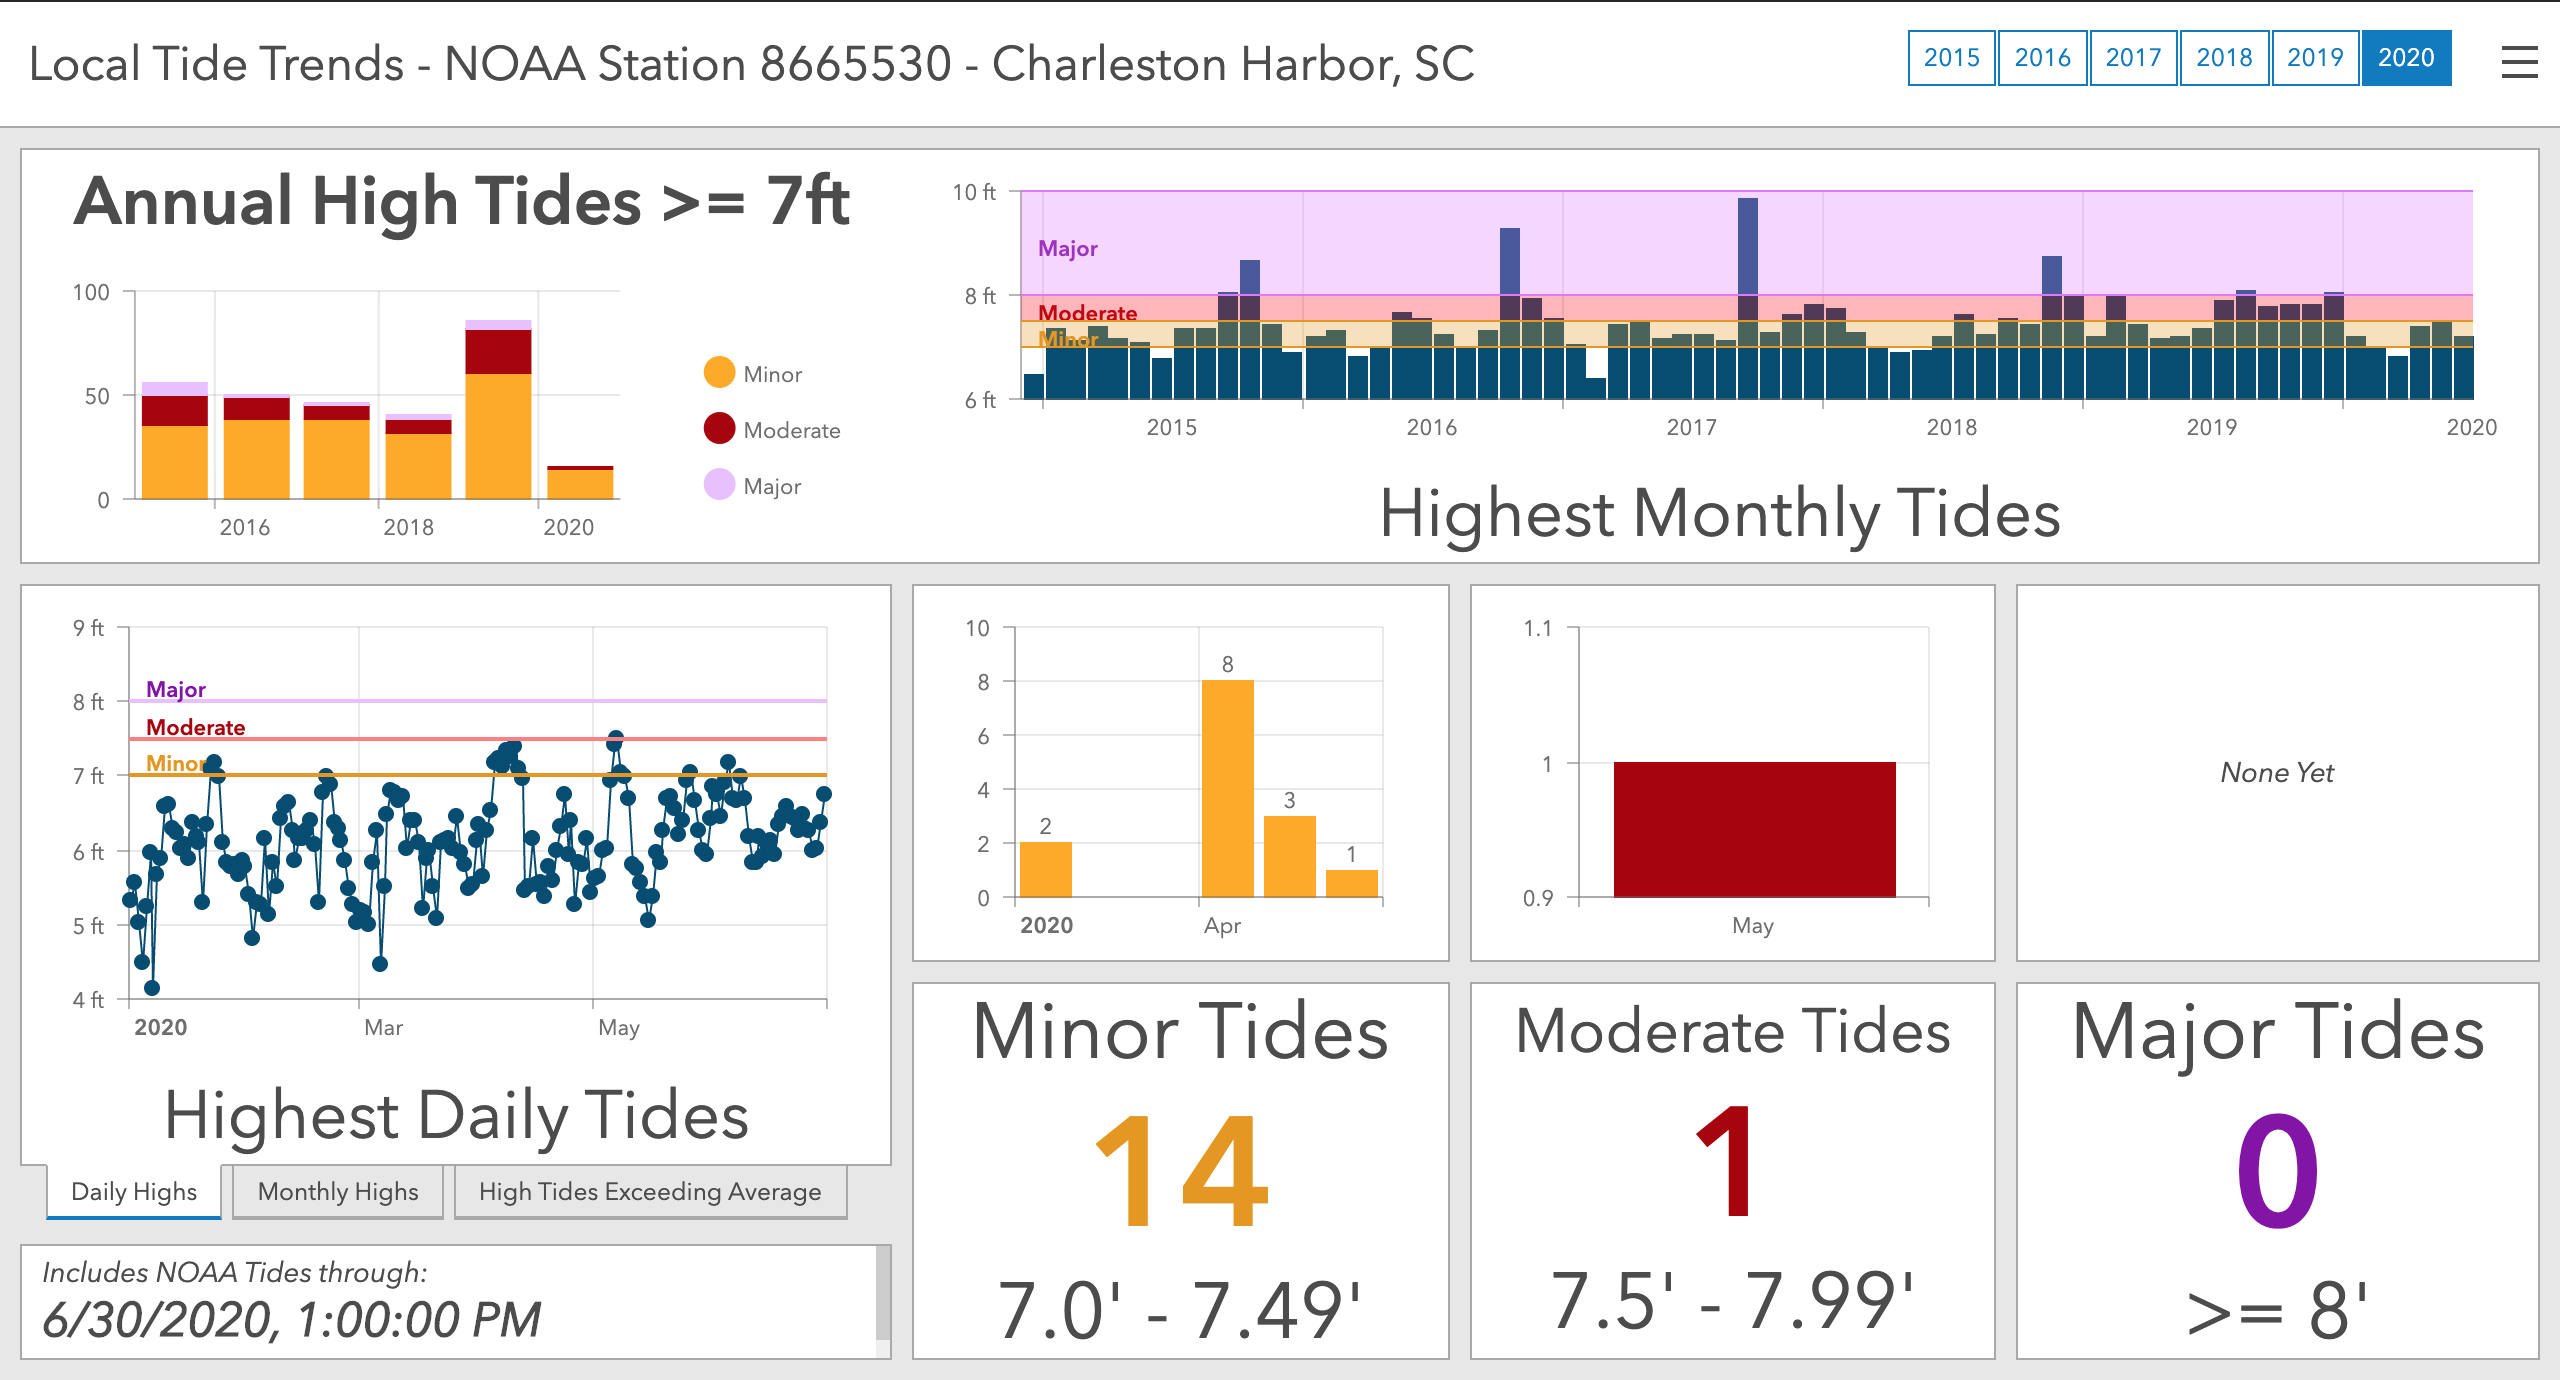 Local Tide Trends - NOAA Station 8665530 - Charleston Harbor, SC
2015 2016 2017 2018 2019 2020
Annual High Tides >= 7ft
100
50
0
2016 2018 2020
Minor
Moderate
Major
10 ft
8 ft
6 ft
Major
Moderate
Minor
2015 2016 2017 2018 2019 2020
Highest Monthly Tides
9 ft
8 ft
7 ft
6 ft
5 ft
4 ft
Major
Moderate
Minor
2020 Mar May
Highest Daily Tides
Daily Highs Monthly Highs High Tides Exceeding Average
Includes NOAA Tides through:
6/30/2020, 1:00:00 PM
10
8
6
4
2
0
2
8
3
1
2020 Apr
1.1
1
0.9
May
None Yet
Minor Tides
14
7.0' - 7.49'
Moderate Tides
1
7.5' - 7.99'
Major Tides
0
>= 8'